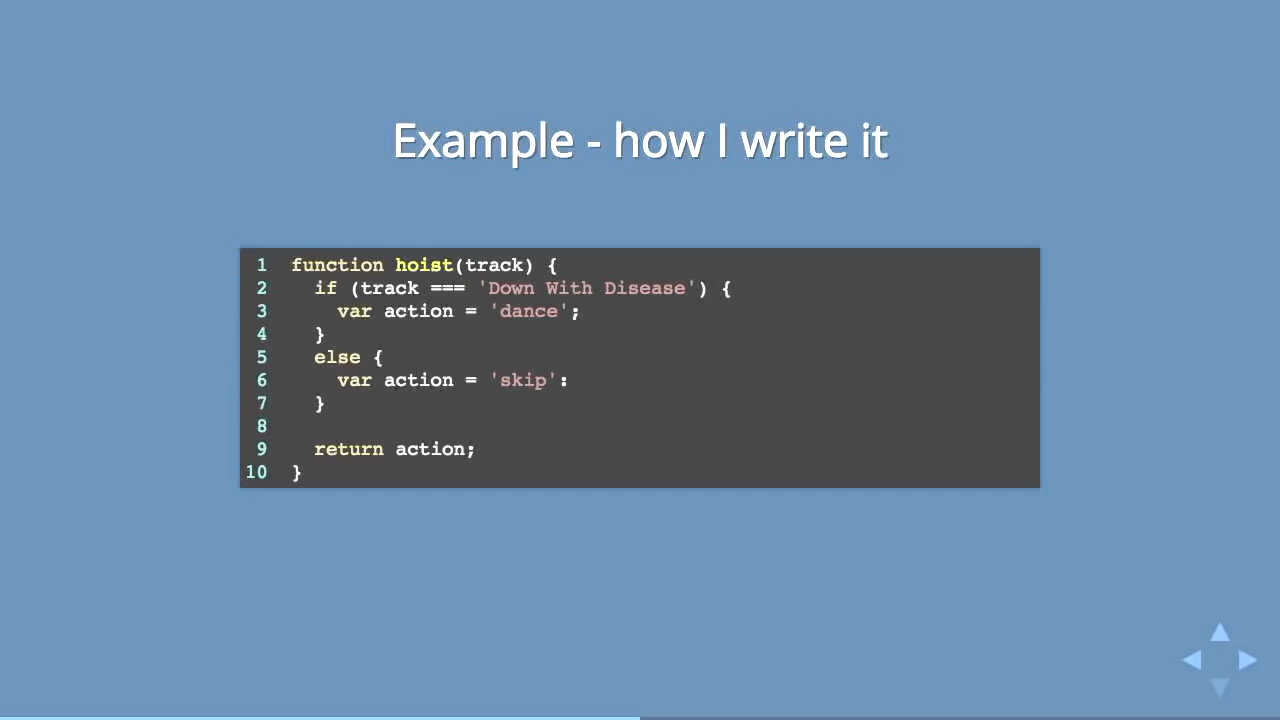 Example - how I write it
1 function hoist(track) {
2   if (track === 'Down With Disease') {
3     var action = 'dance';
4   }
5   else {
6     var action = 'skip':
7   }
8
9   return action;
10 }